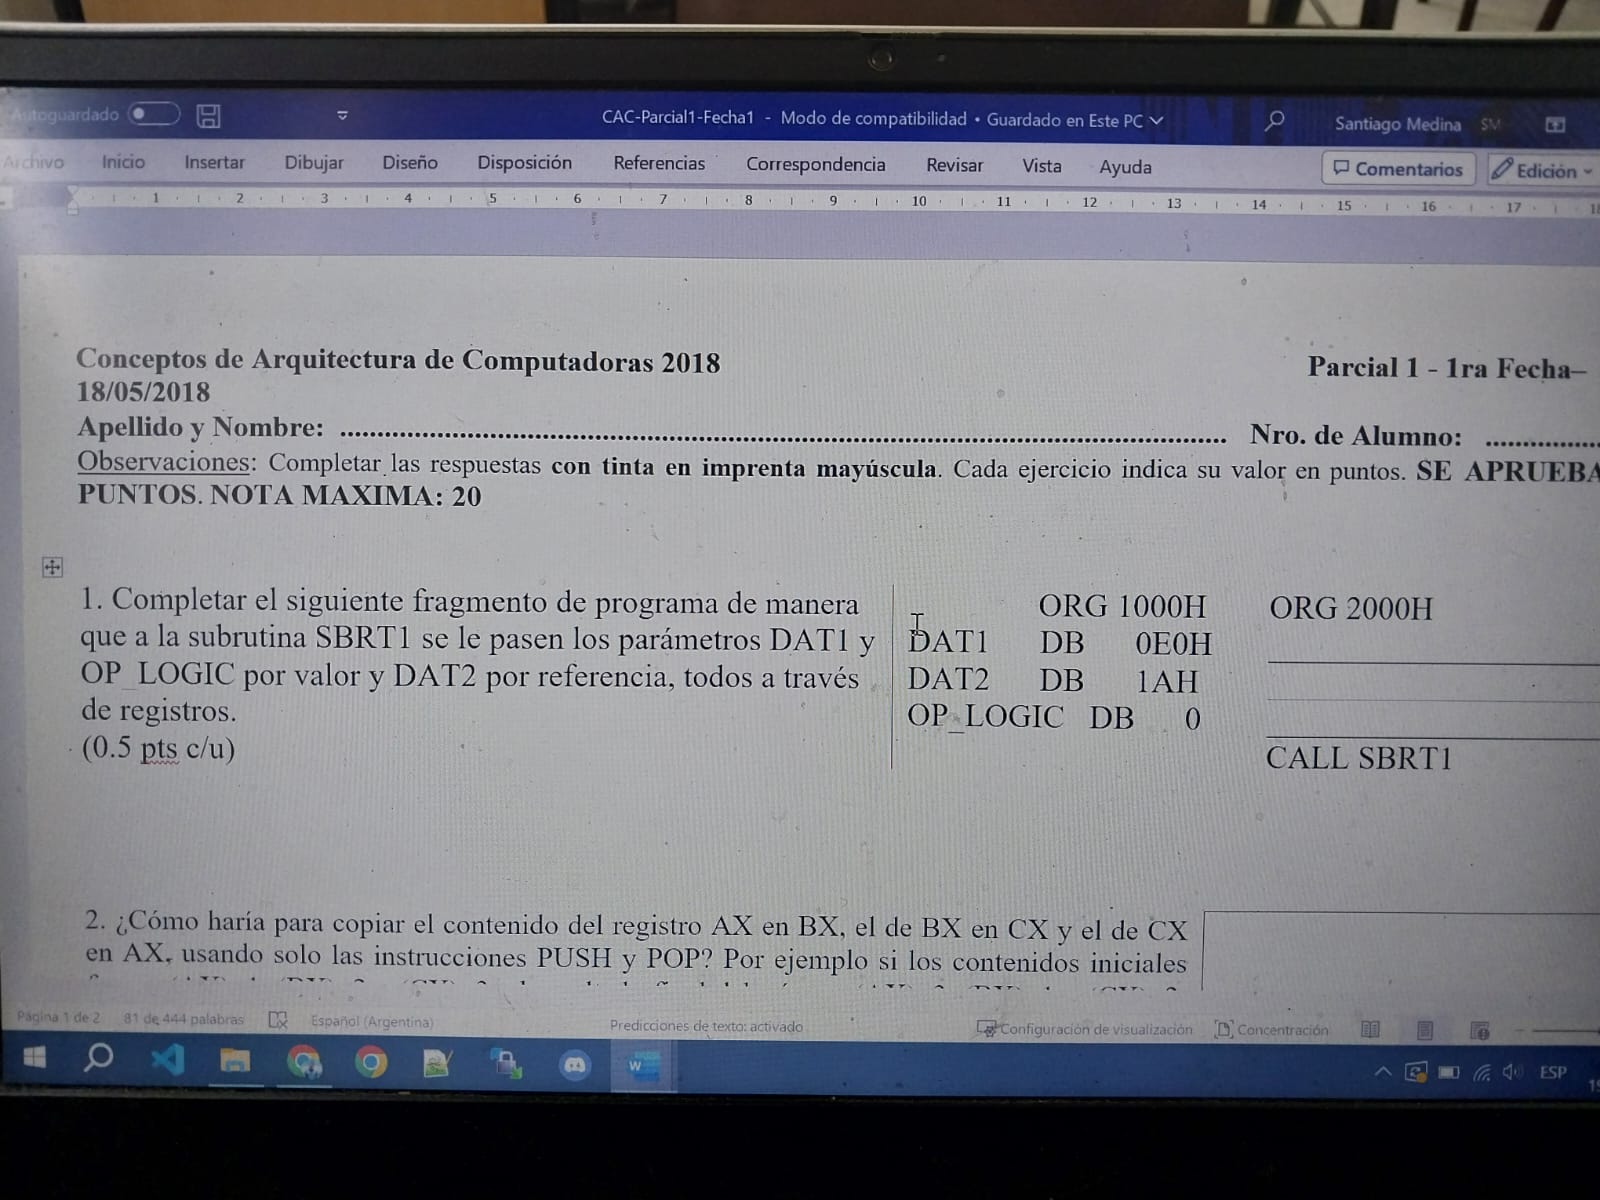 Autoguardado
CAC-Parcial1-Fecha1 - Modo de compatibilidad • Guardado en Este PC
Santiago Medina SM
Archivo Inicio Insertar Dibujar Diseño Disposición Referencias Correspondencia Revisar Vista Ayuda Comentarios Edición
1 2 3 4 5 6 7 8 9 10 11 12 13 14 15 16 17
Conceptos de Arquitectura de Computadoras 2018 Parcial 1 - 1ra Fecha–
18/05/2018
Apellido y Nombre: ........................ Nro. de Alumno: ..............
Observaciones: Completar las respuestas con tinta en imprenta mayúscula. Cada ejercicio indica su valor en puntos. SE APRUEBA
PUNTOS. NOTA MAXIMA: 20
1. Completar el siguiente fragmento de programa de manera
que a la subrutina SBRT1 se le pasen los parámetros DAT1 y
OP_LOGIC por valor y DAT2 por referencia, todos a través
de registros.
(0.5 pts c/u)
ORG 1000H
DAT1 DB 0E0H
DAT2 DB 1AH
OP_LOGIC DB 0
ORG 2000H
CALL SBRT1
2. ¿Cómo haría para copiar el contenido del registro AX en BX, el de BX en CX y el de CX
en AX, usando solo las instrucciones PUSH y POP? Por ejemplo si los contenidos iniciales
Página 1 de 2 81 de 444 palabras Español (Argentina) Predicciones de texto: activado Configuración de visualización Concentración
W
ESP